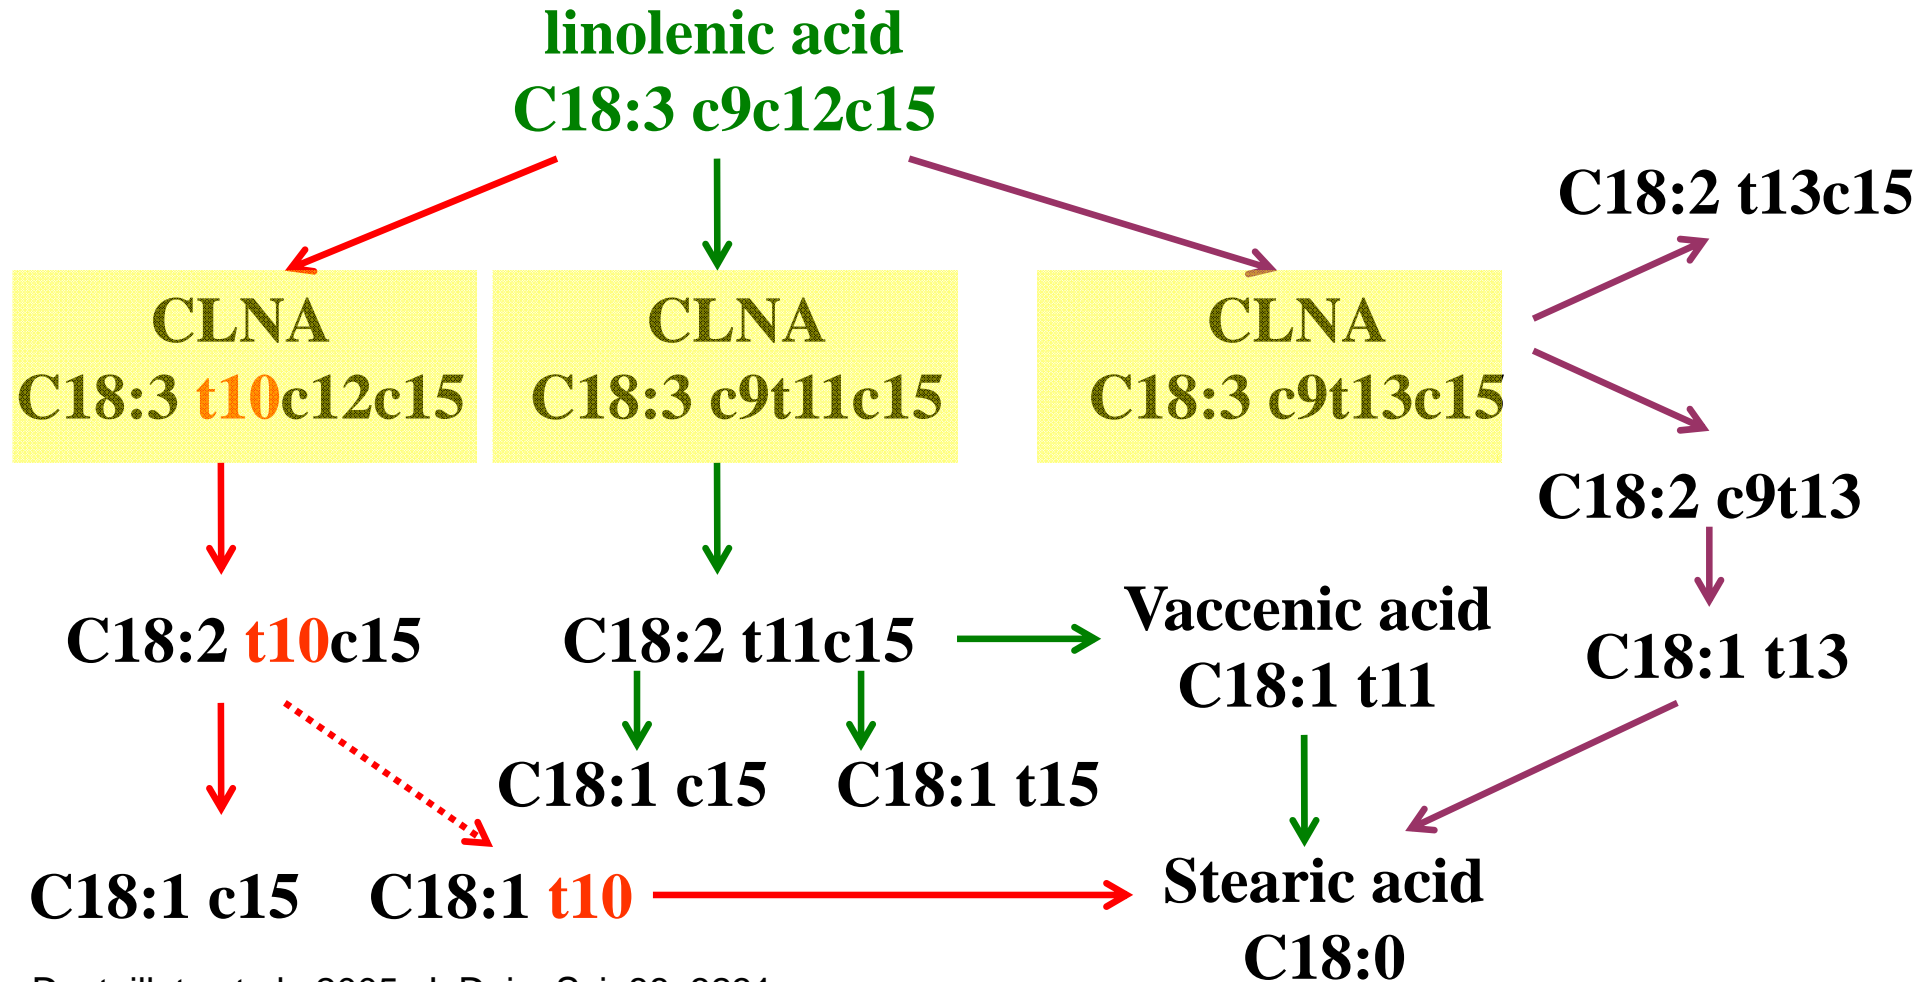 linolenic acid
C18:3 c9c12c15
C18:2 t13c15
CLNA
C18:3 t10c12c15
CLNA
C18:3 c9t11c15
CLNA
C18:3 c9t13c15
C18:2 c9t13
C18:2 t10c15
C18:2 t11c15
Vaccenic acid
C18:1 t11
C18:1 t13
C18:1 c15
C18:1 t15
C18:1 c15
C18:1 t10
Stearic acid
C18:0